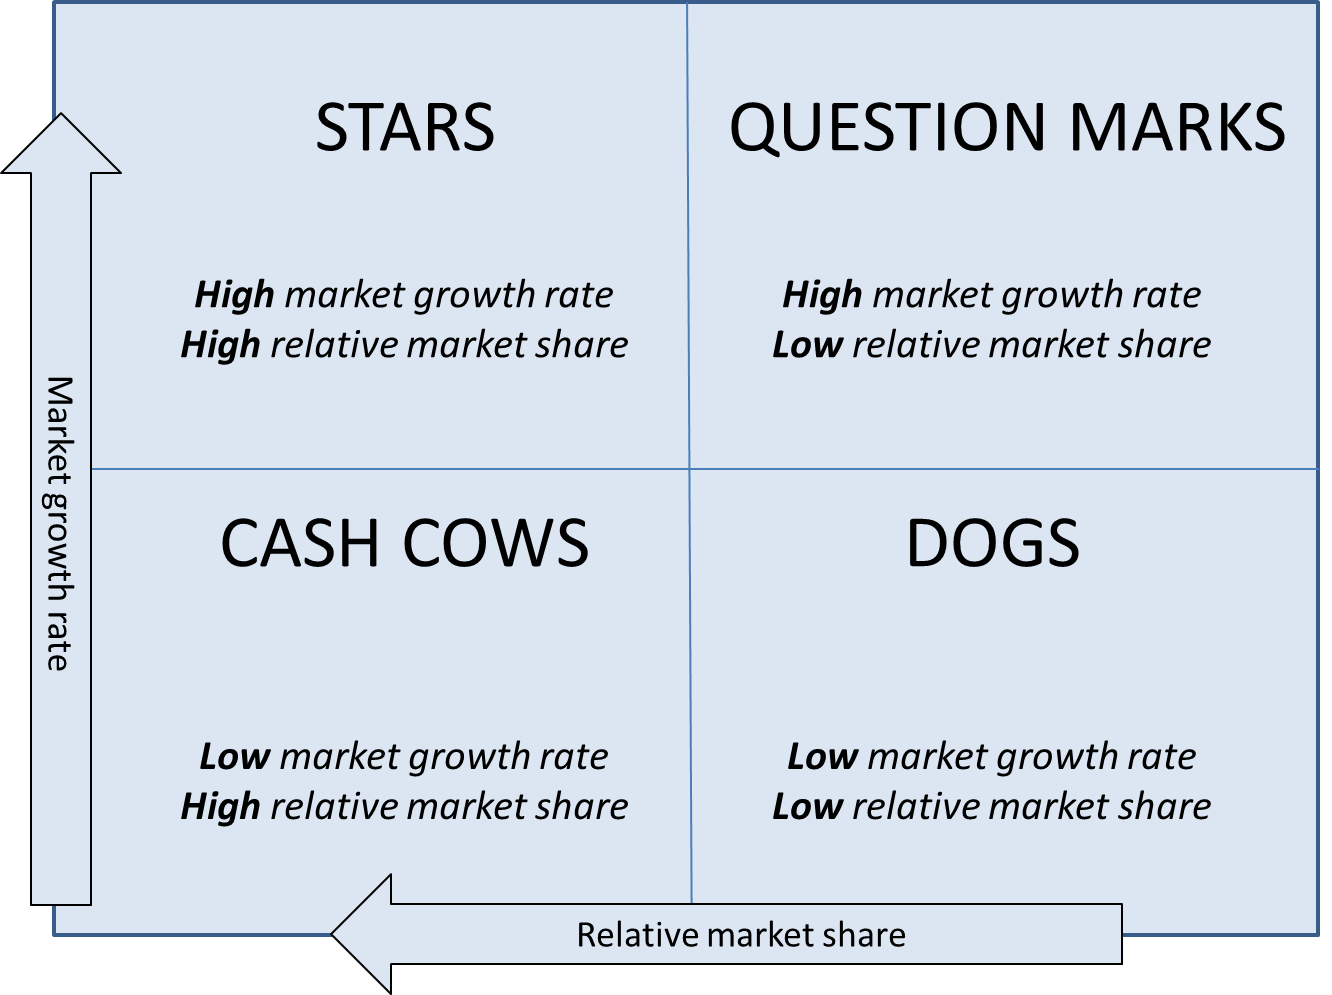 STARS
QUESTION MARKS
High market growth rate
High relative market share
High market growth rate
Low relative market share
Market growth rate
CASH COWS
DOGS
Low market growth rate
High relative market share
Low market growth rate
Low relative market share
Relative market share